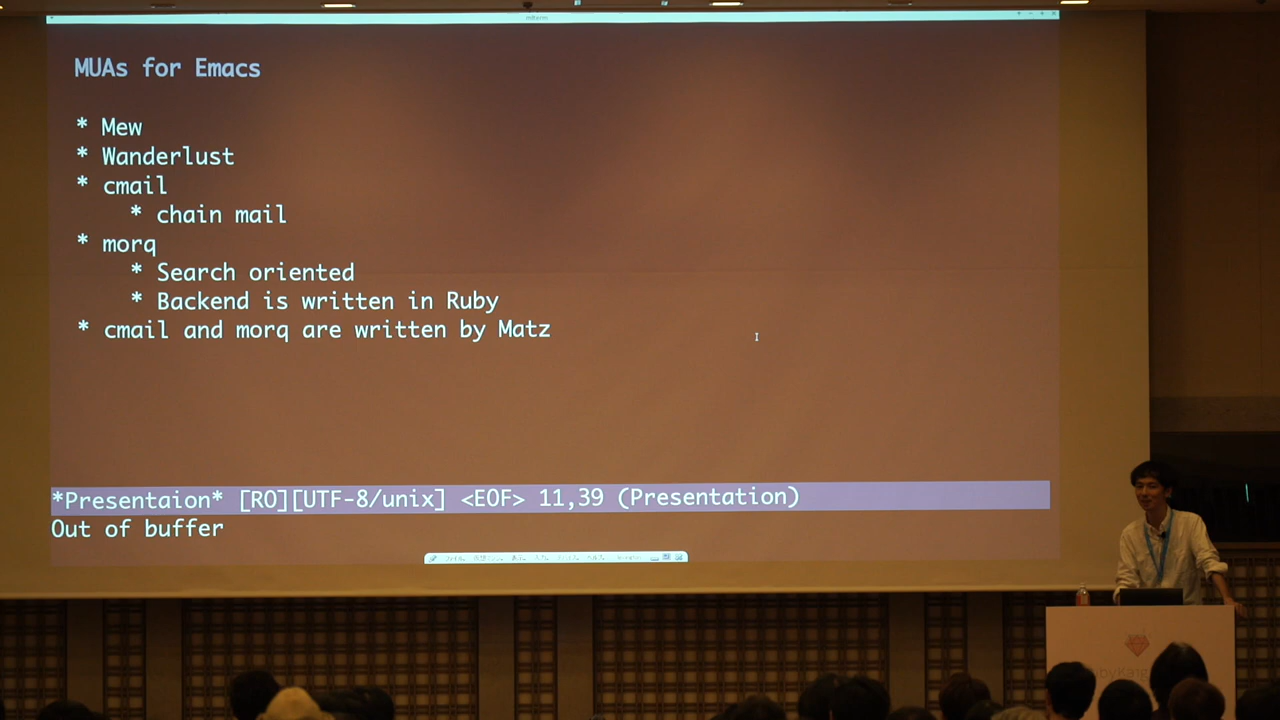 mlterm
MUAs for Emacs
* Mew
* Wanderlust
* cmail
* chain mail
* morq
* Search oriented
* Backend is written in Ruby
* cmail and morq are written by Matz
*Presentaion* [RO][UTF-8/unix] <EOF> 11,39 (Presentation)
Out of buffer